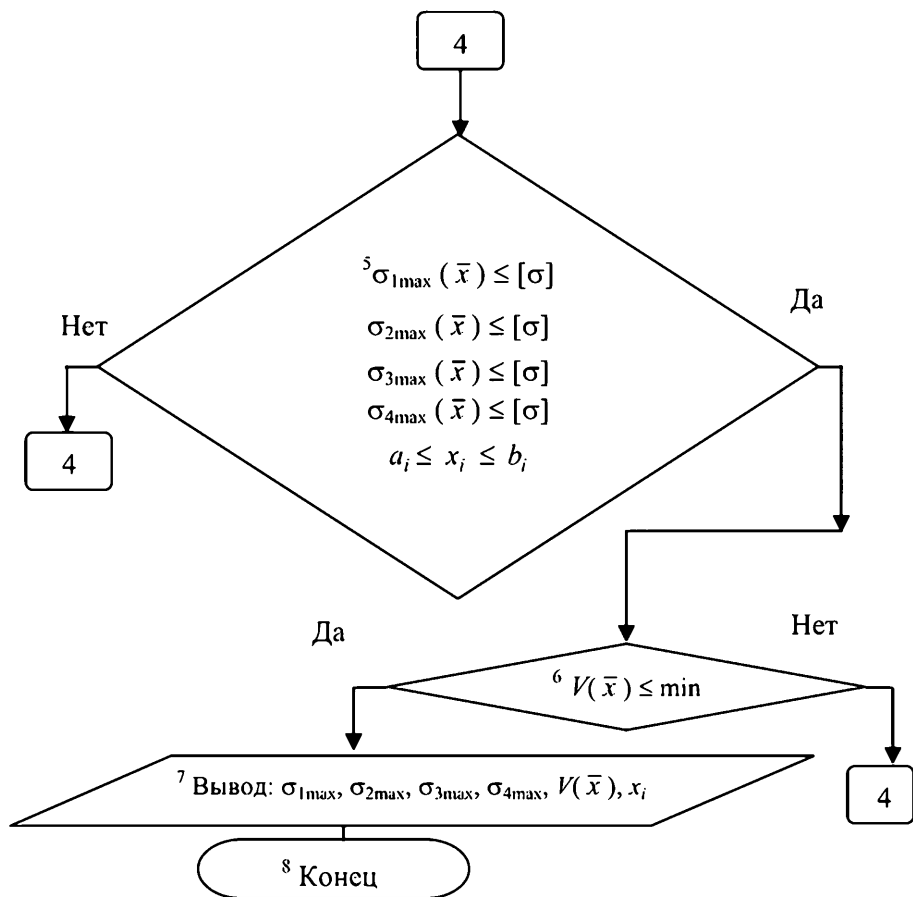 4
⁵σ₁ₘₐₓ (x̄) ≤ [σ]
Да
Нет
σ₂ₘₐₓ (x̄) ≤ [σ]
σ₃ₘₐₓ (x̄) ≤ [σ]
σ₄ₘₐₓ (x̄) ≤ [σ]
4
aᵢ ≤ xᵢ ≤ bᵢ
Да
Нет
⁶ V(x̄) ≤ min
⁷ Вывод: σ₁ₘₐₓ, σ₂ₘₐₓ, σ₃ₘₐₓ, σ₄ₘₐₓ, V(x̄), xᵢ
4
⁸ Конец